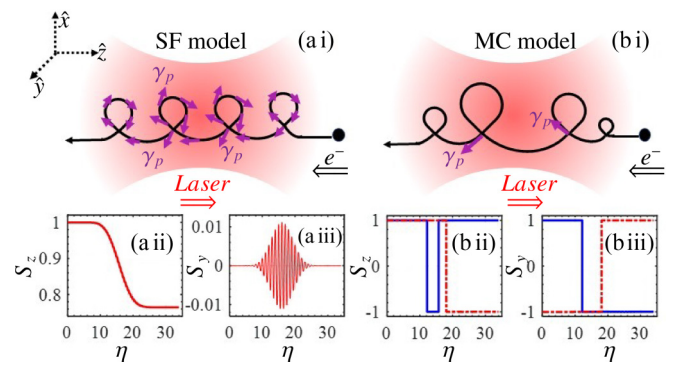 x̂
ẑ
ŷ
SF model
(a i)
γp
γp
γp
e−
Laser
MC model
(b i)
γp
γp
e−
Laser
1
0.9
0.8
Sz
(a ii)
0 10 20 30
η
0.01
0
-0.01
Sy
(a iii)
0 10 20 30
η
1
0
-1
Sz
(b ii)
0 10 20 30
η
1
0
-1
Sy
(b iii)
0 10 20 30
η